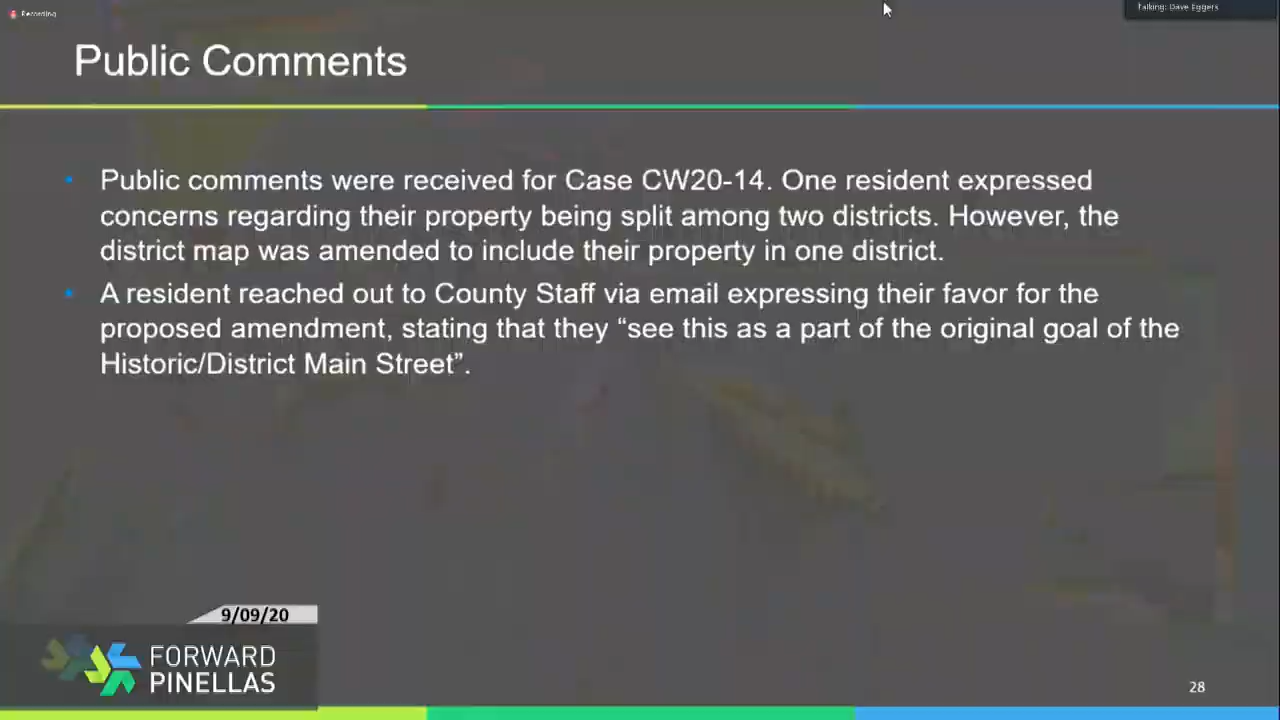 Recording
Talking: Dave Eggers
Public Comments
Public comments were received for Case CW20-14. One resident expressed
concerns regarding their property being split among two districts. However, the
district map was amended to include their property in one district.
A resident reached out to County Staff via email expressing their favor for the
proposed amendment, stating that they “see this as a part of the original goal of the
Historic/District Main Street”.
9/09/20
FORWARD
PINELLAS
28